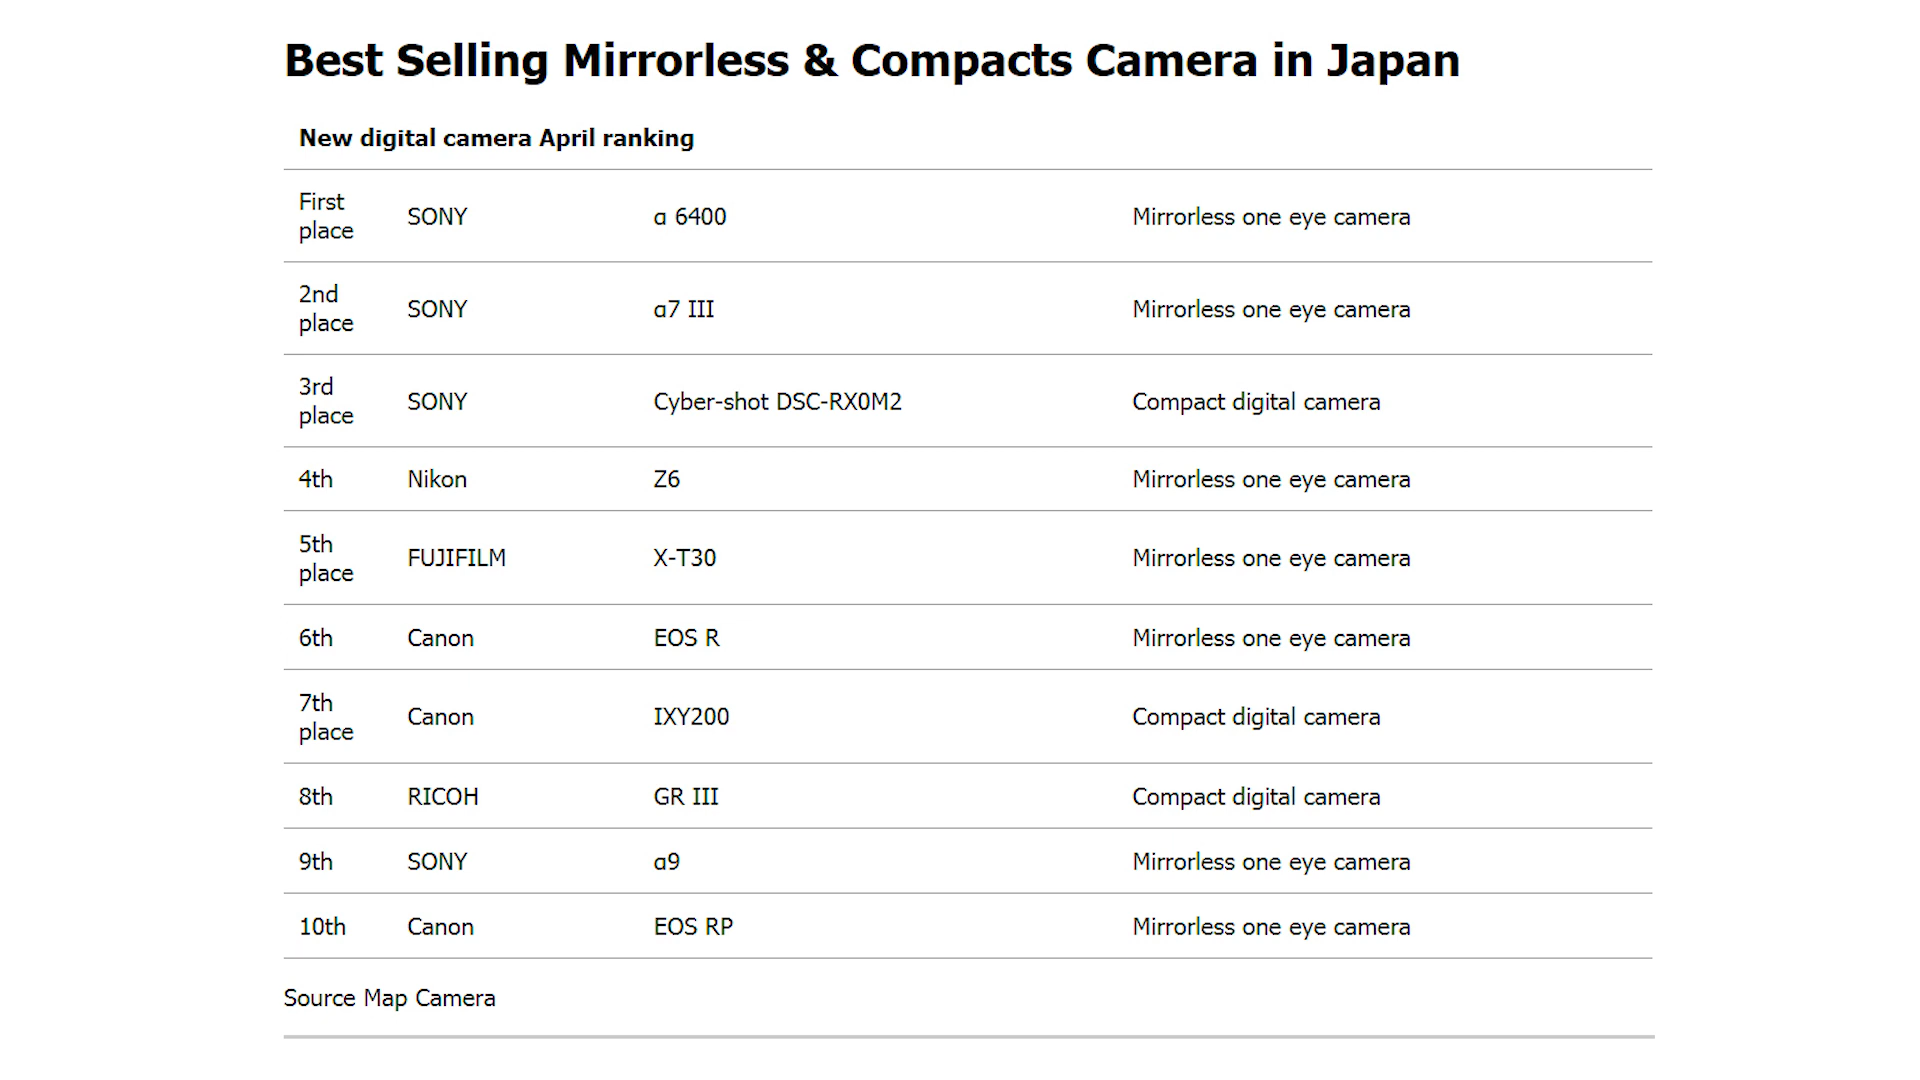 Best Selling Mirrorless & Compacts Camera in Japan
New digital camera April ranking
First place SONY α 6400 Mirrorless one eye camera
2nd place SONY α7 III Mirrorless one eye camera
3rd place SONY Cyber-shot DSC-RX0M2 Compact digital camera
4th Nikon Z6 Mirrorless one eye camera
5th place FUJIFILM X-T30 Mirrorless one eye camera
6th Canon EOS R Mirrorless one eye camera
7th place Canon IXY200 Compact digital camera
8th RICOH GR III Compact digital camera
9th SONY α9 Mirrorless one eye camera
10th Canon EOS RP Mirrorless one eye camera
Source Map Camera